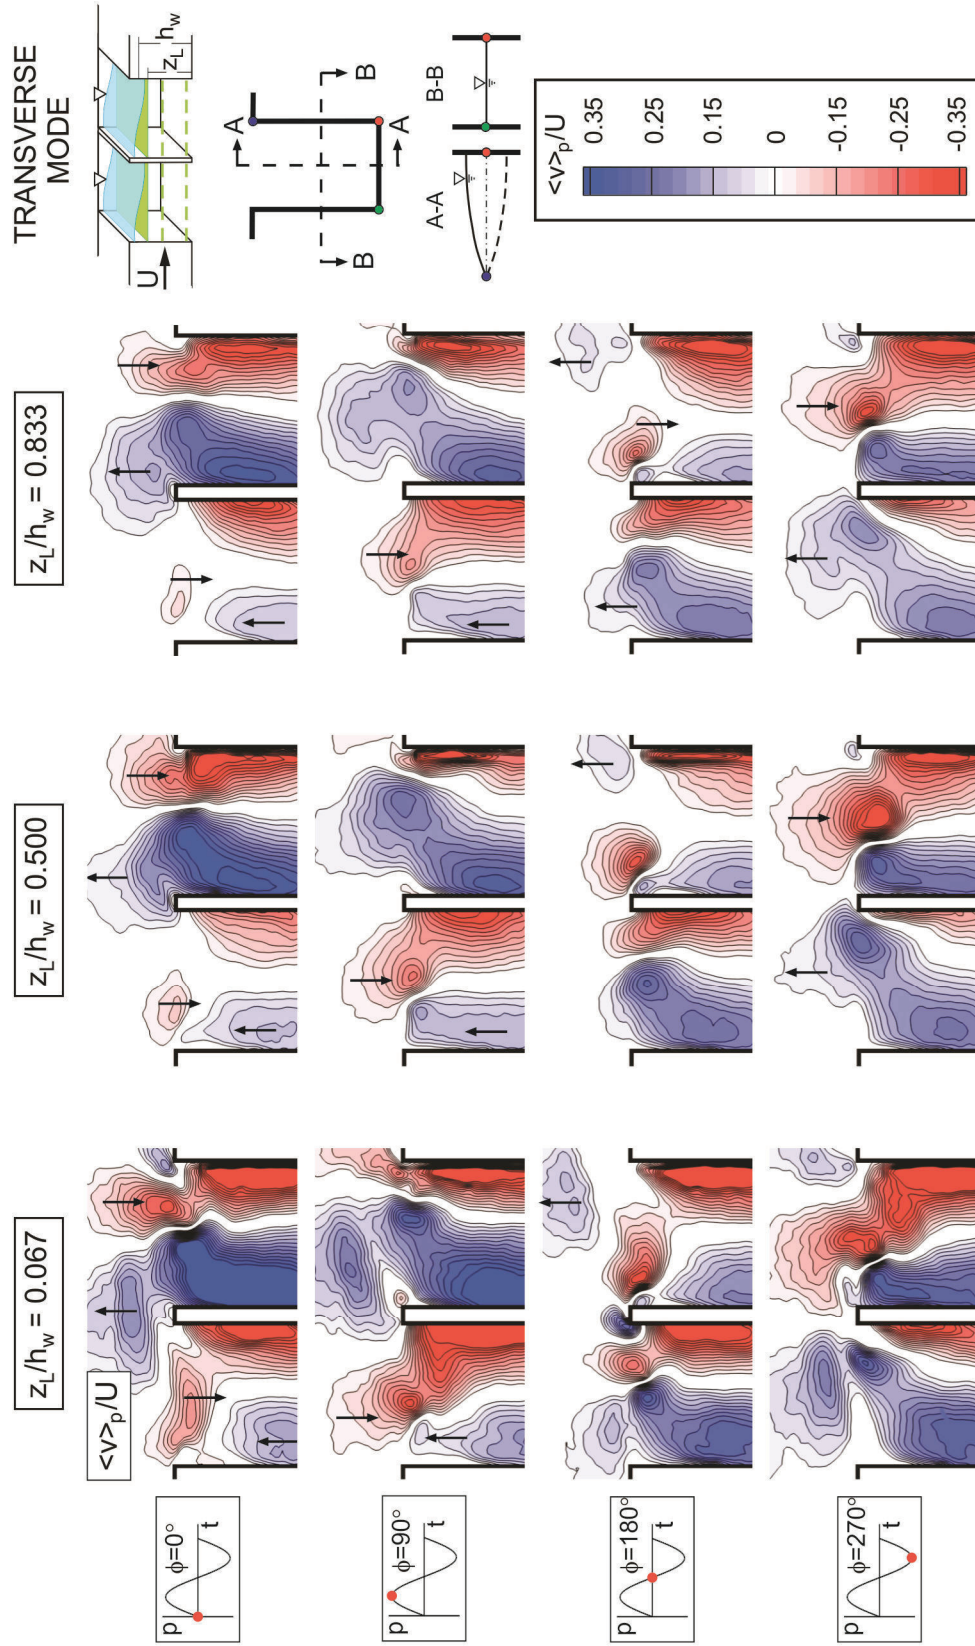 z_L/h_w = 0.067
z_L/h_w = 0.500
z_L/h_w = 0.833
TRANSVERSE
MODE
<v>_p/U
U
z_L
h_w
p
ϕ=0°
t
p
ϕ=90°
t
p
ϕ=180°
t
p
ϕ=270°
t
A
A
B
B
A-A
B-B
<v>_p/U
0.35
0.25
0.15
0
-0.15
-0.25
-0.35